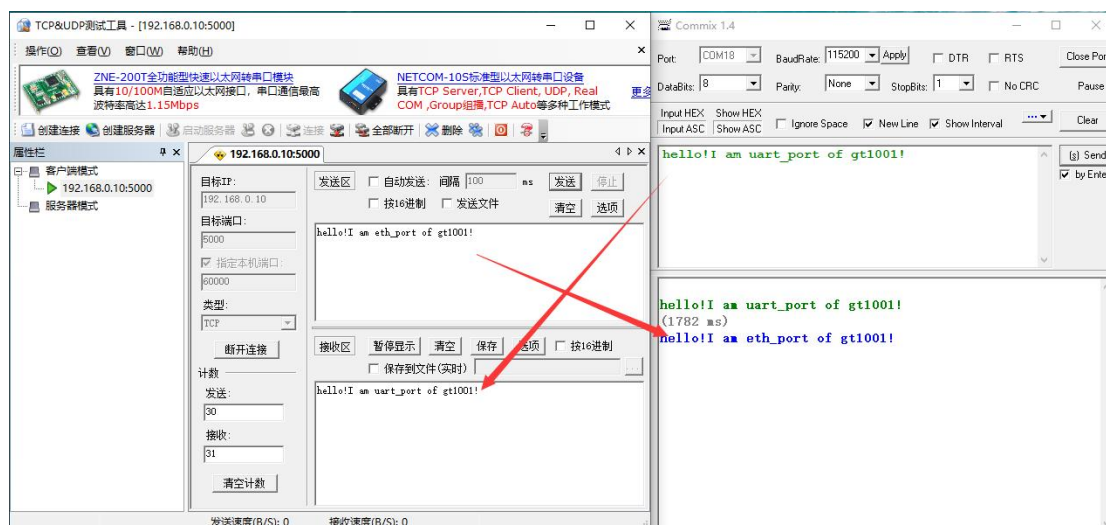 TCP&UDP测试工具 - [192.168.0.10:5000]
操作(O) 查看(V) 窗口(W) 帮助(H)
ZNE-200T全功能型快速以太网转串口模块
具有10/100M自适应以太网接口，串口通信最高
波特率高达1.15Mbps
NETCOM-10S标准型以太网转串口设备
具有TCP Server,TCP Client, UDP, Real
COM ,Group组播,TCP Auto等多种工作模式
更多
创建连接 创建服务器 启动服务器 连接 全部断开 删除
属性栏
客户端模式
192.168.0.10:5000
服务器模式
192.168.0.10:5000
目标IP:
192.168.0.10
目标端口:
5000
指定本机端口:
60000
类型:
TCP
断开连接
计数
发送:
30
接收:
31
清空计数
发送区 自动发送: 间隔 100 ms 发送 停止
按16进制 发送文件 清空 选项
hello!I am eth_port of gt1001!
接收区 暂停显示 清空 保存 选项 按16进制
保存到文件(实时) ...
hello!I am uart_port of gt1001!
发送速度(B/S): 0 接收速度(B/S): 0
Commix 1.4
Port: COM18 BaudRate: 115200 Apply DTR RTS Close Por
DataBits: 8 Parity: None StopBits: 1 No CRC Pause
Input HEX Show HEX
Input ASC Show ASC Ignore Space New Line Show Interval ... Clear
hello!I am uart_port of gt1001!
(s) Send
by Ente
hello!I am uart_port of gt1001!
(1782 ms)
hello!I am eth_port of gt1001!